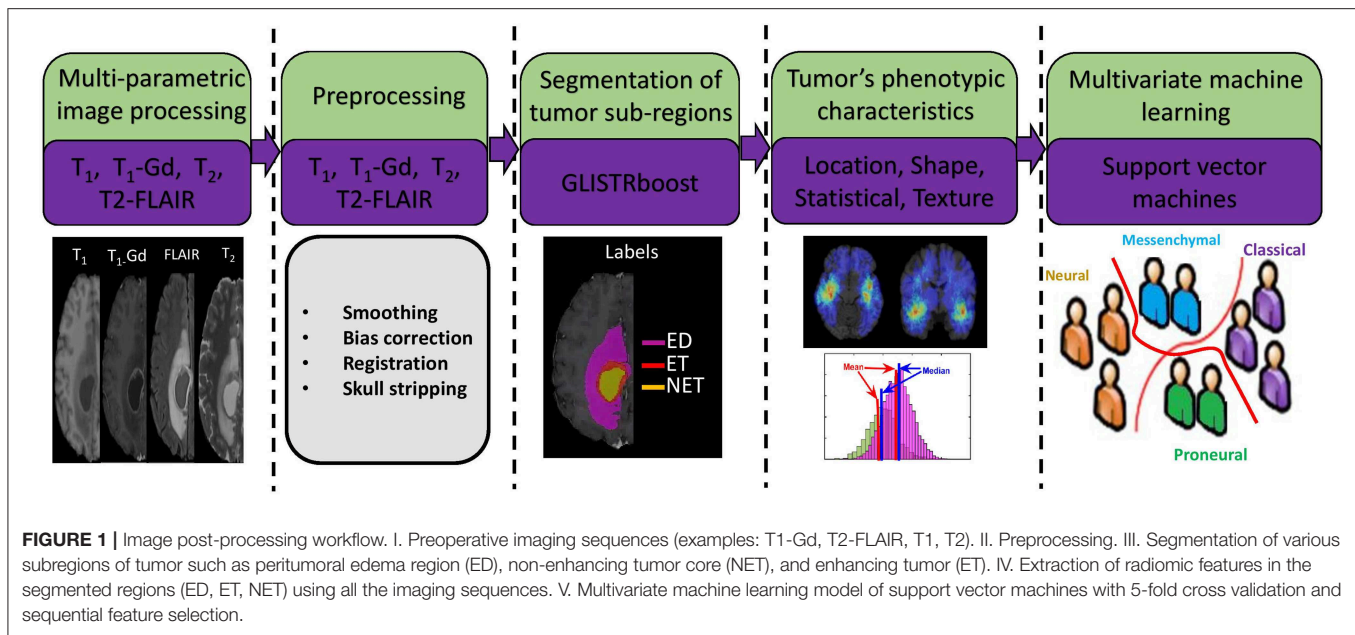 Multi-parametric
image processing
T1, T1-Gd, T2,
T2-FLAIR
Preprocessing
T1, T1-Gd, T2,
T2-FLAIR
Segmentation of
tumor sub-regions
GLISTRboost
Tumor's phenotypic
characteristics
Location, Shape,
Statistical, Texture
Multivariate machine
learning
Support vector
machines
T1 T1-Gd FLAIR T2
• Smoothing
• Bias correction
• Registration
• Skull stripping
Labels
ED
ET
NET
Mean
Median
Messenchymal
Classical
Neural
Proneural
FIGURE 1 | Image post-processing workflow. I. Preoperative imaging sequences (examples: T1-Gd, T2-FLAIR, T1, T2). II. Preprocessing. III. Segmentation of various
subregions of tumor such as peritumoral edema region (ED), non-enhancing tumor core (NET), and enhancing tumor (ET). IV. Extraction of radiomic features in the
segmented regions (ED, ET, NET) using all the imaging sequences. V. Multivariate machine learning model of support vector machines with 5-fold cross validation and
sequential feature selection.